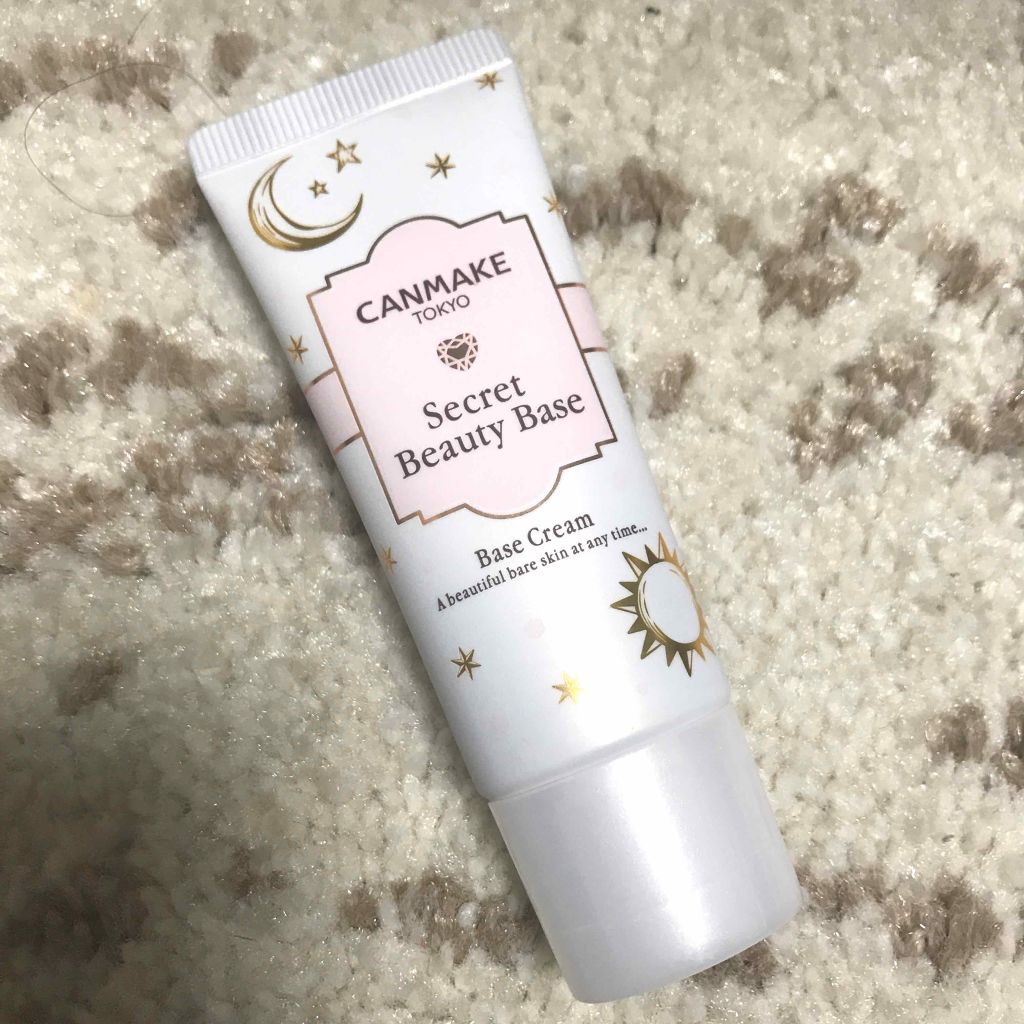 CANMAKE
TOKYO
Secret
Beauty Base
Base Cream
A beautiful bare skin at any time...